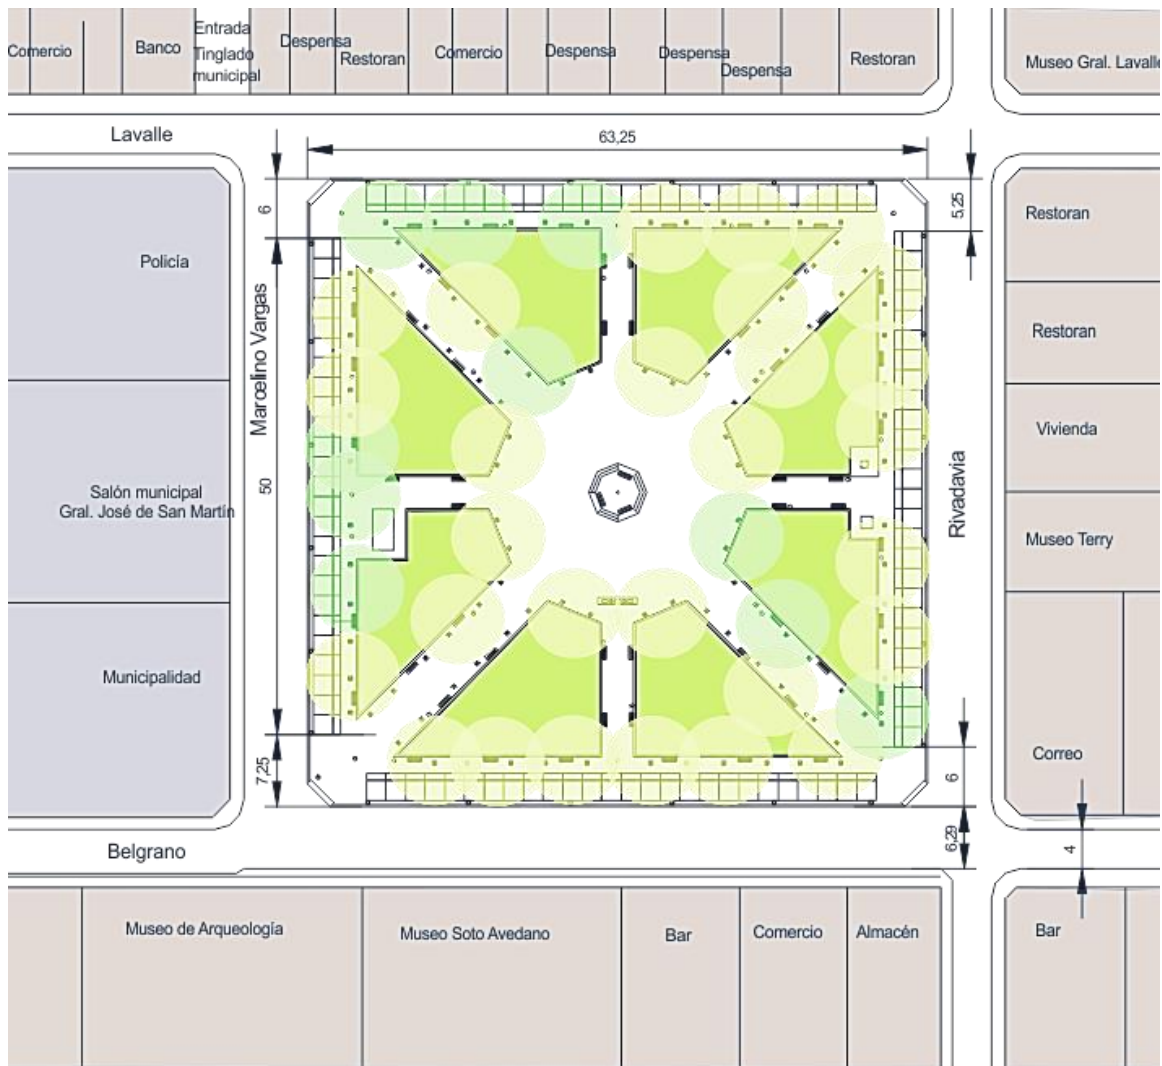 Comercio
Banco
Entrada
Tinglado
municipal
Despensa
Restoran
Comercio
Despensa
Despensa
Despensa
Restoran
Museo Gral. Lavalle
Lavalle
63,25
6
5,25
Restoran
Policía
Marcelino Vargas
Restoran
Vivienda
50
Rivadavia
Salón municipal
Gral. José de San Martín
Museo Terry
Municipalidad
Correo
7,25
6
6,29
4
Belgrano
Museo de Arqueología
Museo Soto Avedano
Bar
Comercio
Almacén
Bar